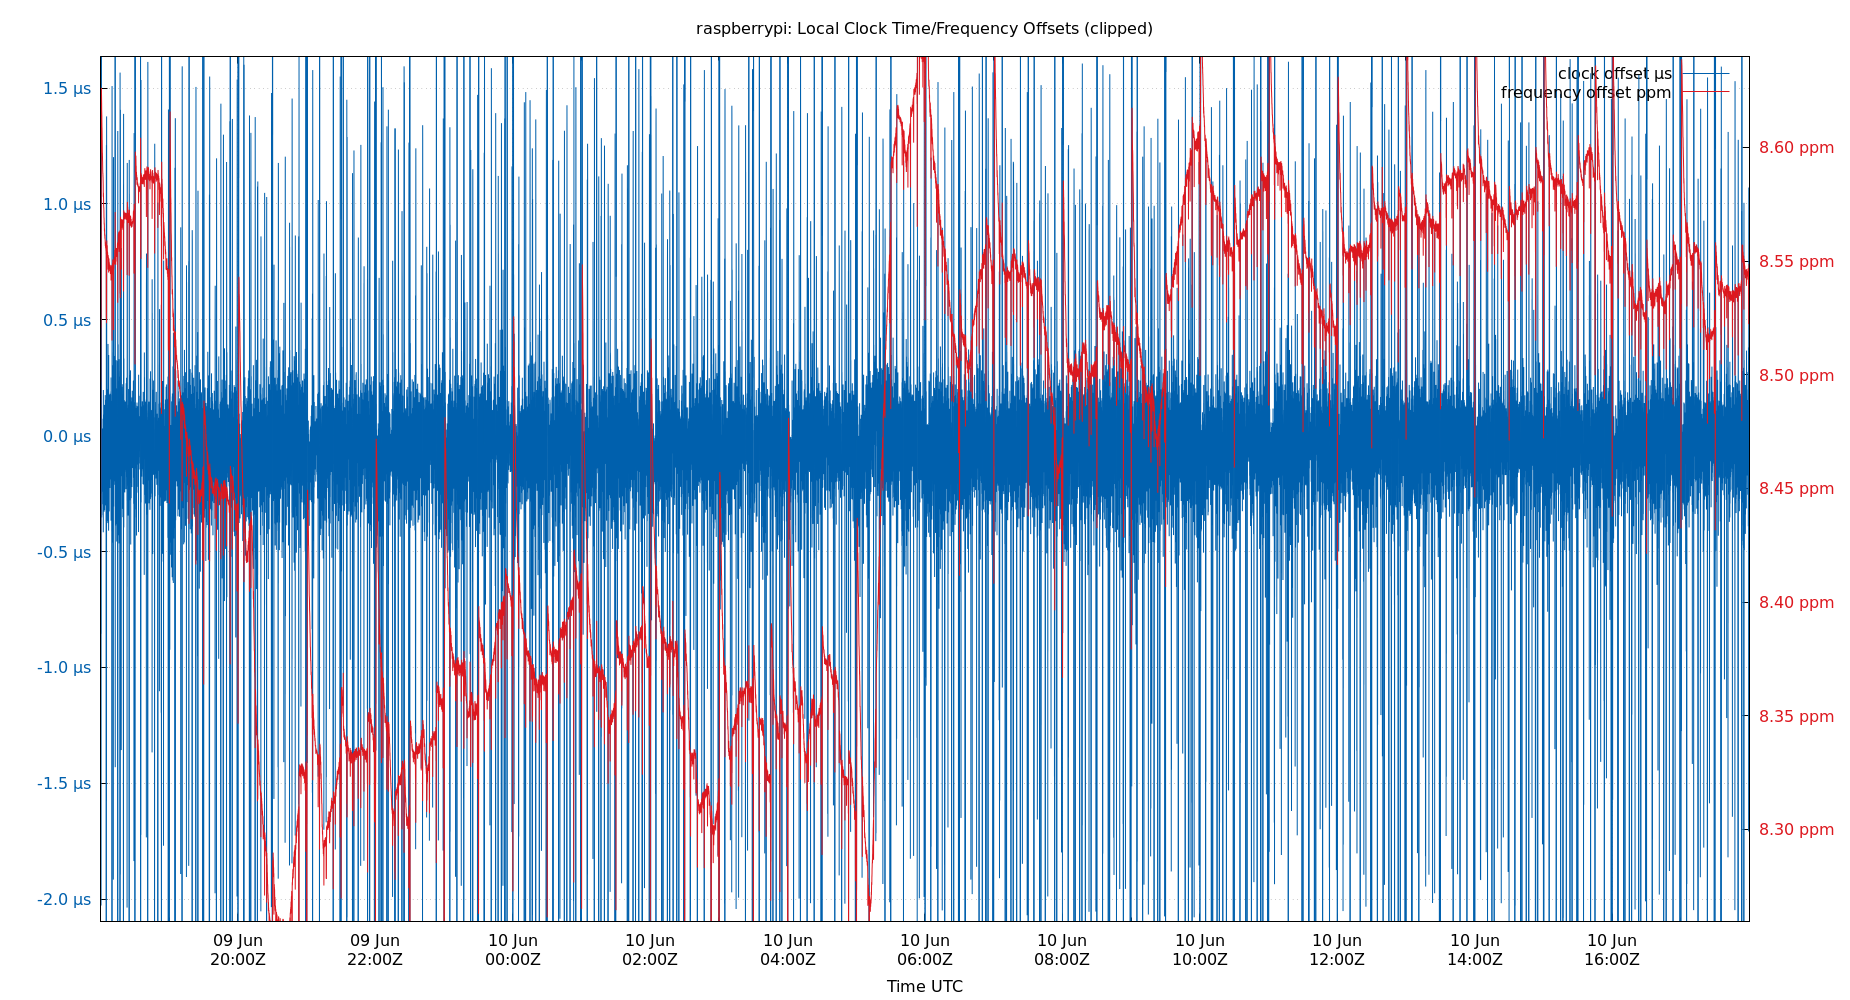 raspberrypi: Local Clock Time/Frequency Offsets (clipped)
clock offset µs
frequency offset ppm
1.5 µs
1.0 µs
0.5 µs
0.0 µs
-0.5 µs
-1.0 µs
-1.5 µs
-2.0 µs
8.60 ppm
8.55 ppm
8.50 ppm
8.45 ppm
8.40 ppm
8.35 ppm
8.30 ppm
09 Jun 09 Jun 10 Jun 10 Jun 10 Jun 10 Jun 10 Jun 10 Jun 10 Jun 10 Jun 10 Jun
20:00Z 22:00Z 00:00Z 02:00Z 04:00Z 06:00Z 08:00Z 10:00Z 12:00Z 14:00Z 16:00Z
Time UTC